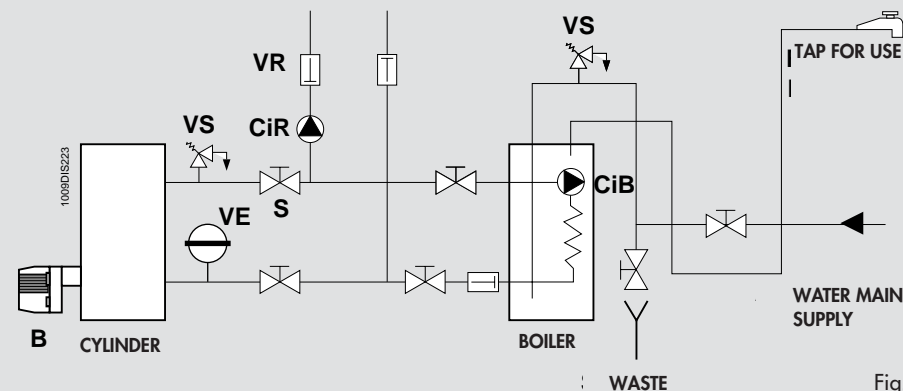 VS
VR
TAP FOR USE
VS
CiR
1009DIS223
CiB
S
VE
B
CYLINDER
BOILER
WATER MAIN
SUPPLY
WASTE
Fig